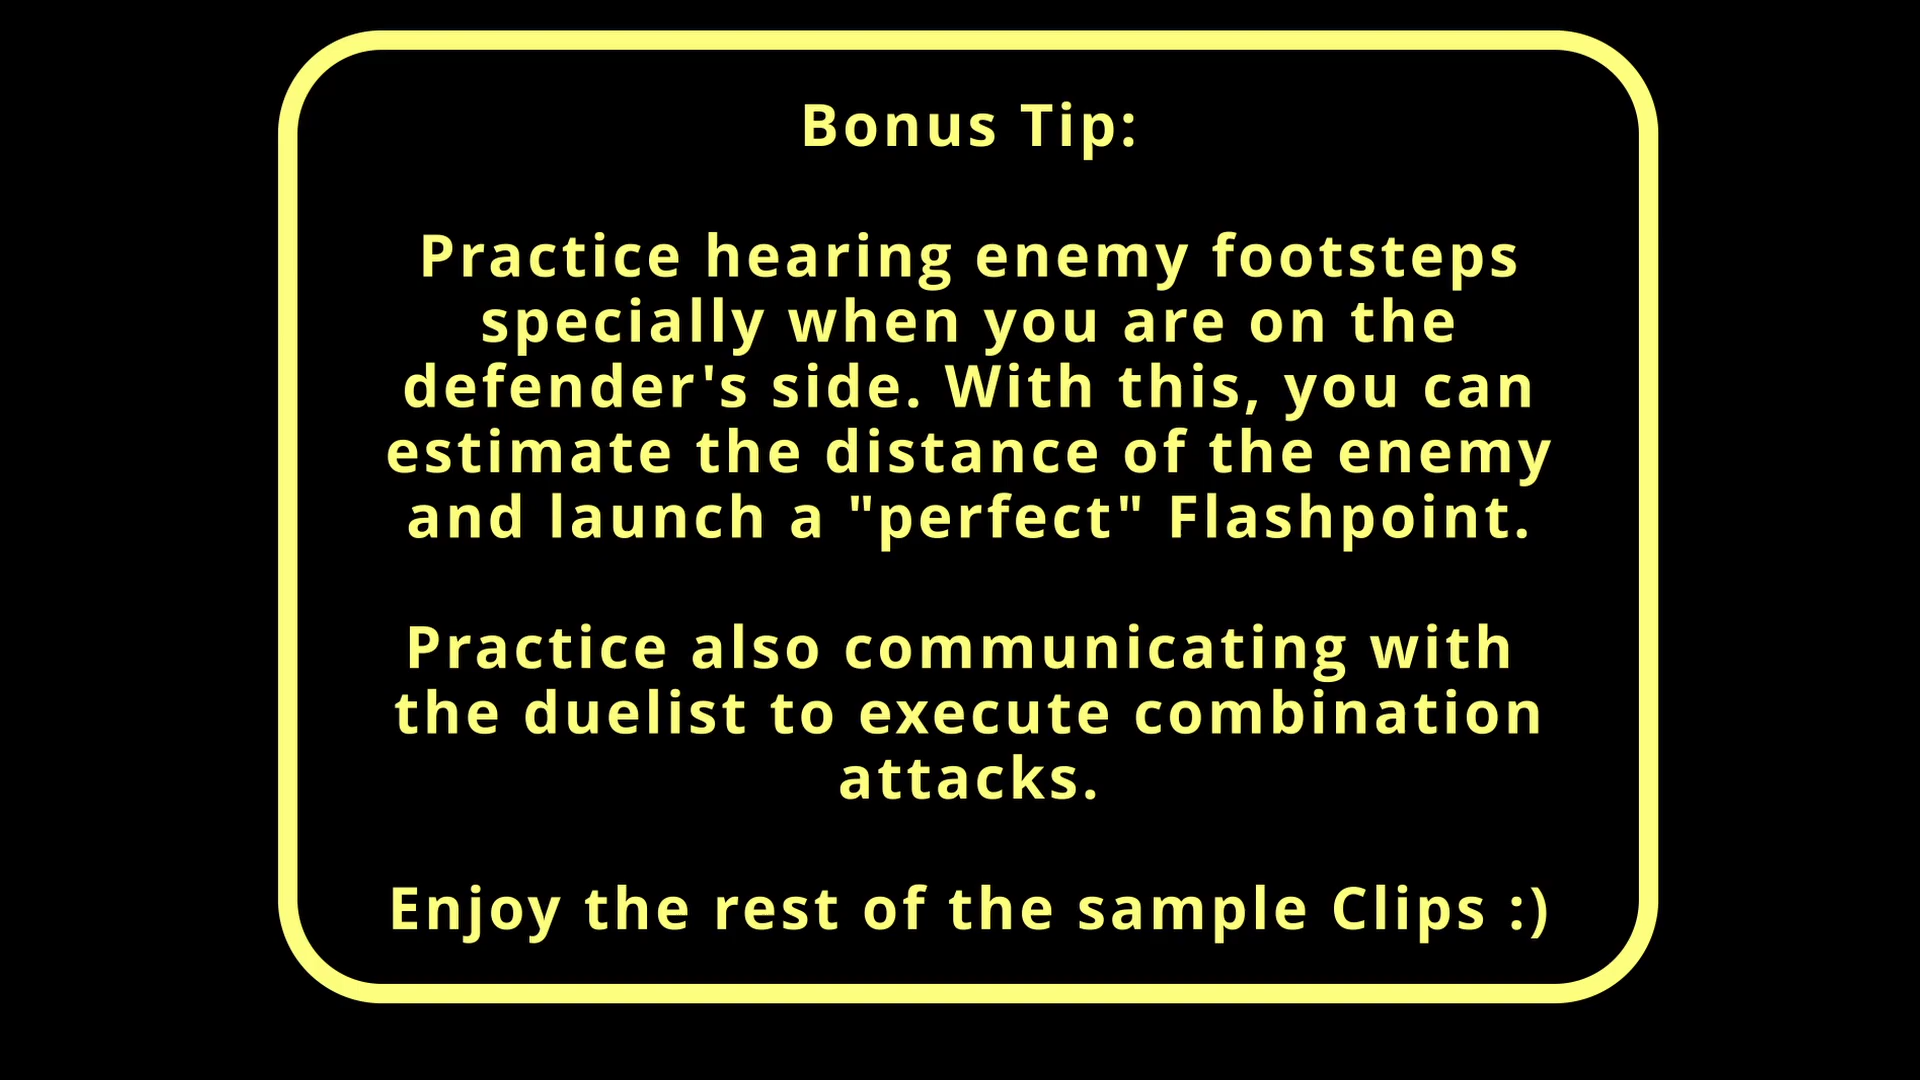 Bonus Tip:
Practice hearing enemy footsteps
specially when you are on the
defender's side. With this, you can
estimate the distance of the enemy
and launch a "perfect" Flashpoint.
Practice also communicating with
the duelist to execute combination
attacks.
Enjoy the rest of the sample Clips :)